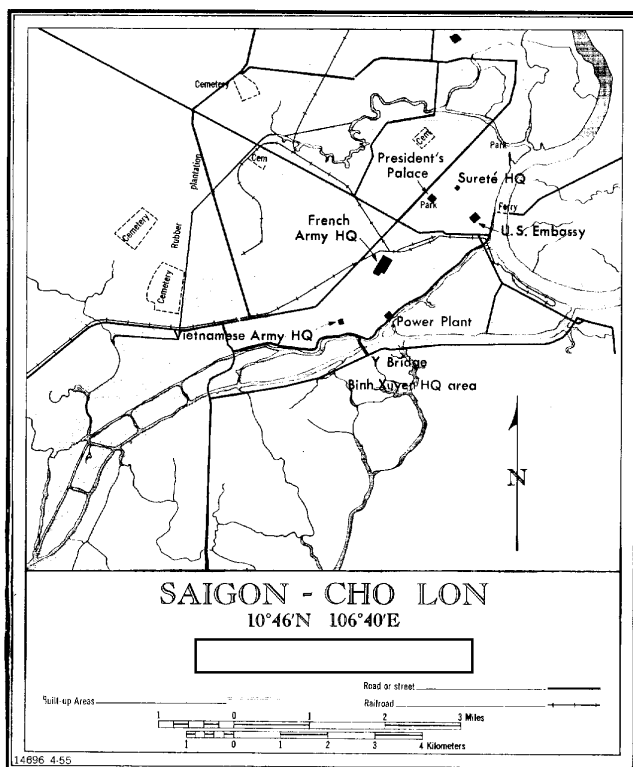 Cemetery
plantation
Cem
Cem
Park
President's
Palace
Sureté HQ
Park
Ferry
U.S. Embassy
French
Army HQ
Cemetery
Rubber
Cemetery
Vietnamese Army HQ
Power Plant
Y Bridge
Binh Xuyen HQ area
N
SAIGON - CHO LON
10°46'N 106°40'E
Road or street
Built-up Areas
Railroad
1 0 1 2 3 Miles
1 0 1 2 3 4 Kilometers
14696 4-55